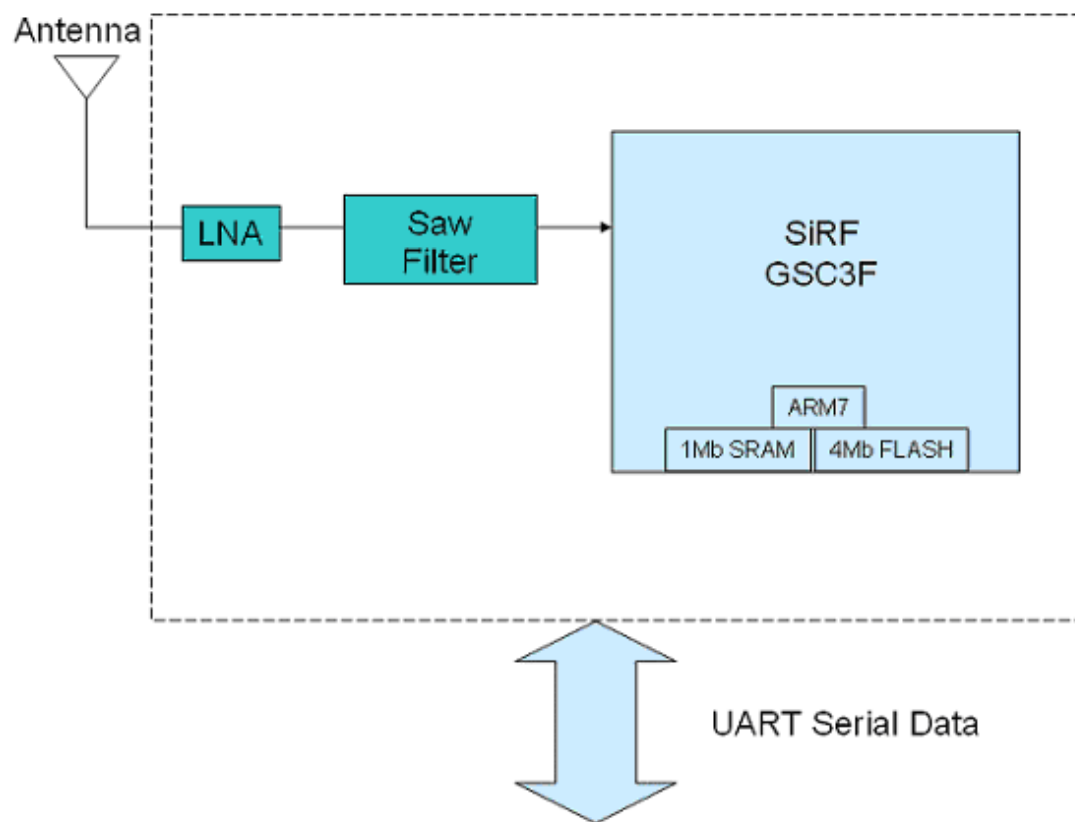 Antenna
LNA
Saw
Filter
SiRF
GSC3F
ARM7
1Mb SRAM
4Mb FLASH
UART Serial Data